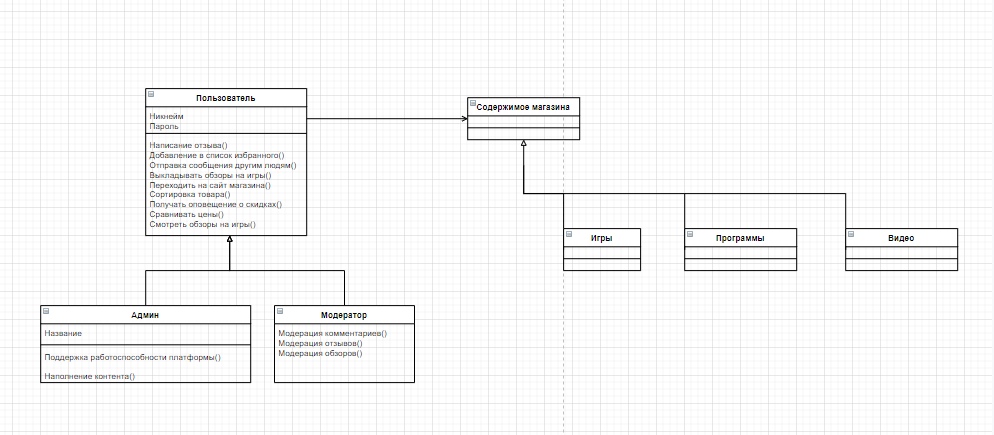 Пользователь
Никнейм
Пароль
Написание отзыва()
Добавление в список избранного()
Отправка сообщения другим людям()
Выкладывать обзоры на игры()
Переходить на сайт магазина()
Сортировка товара()
Получать оповещение о скидках()
Сравнивать цены()
Смотреть обзоры на игры()
Содержимое магазина
Игры
Программы
Видео
Админ
Название
Поддержка работоспособности платформы()
Наполнение контента()
Модератор
Модерация комментариев()
Модерация отзывов()
Модерация обзоров()